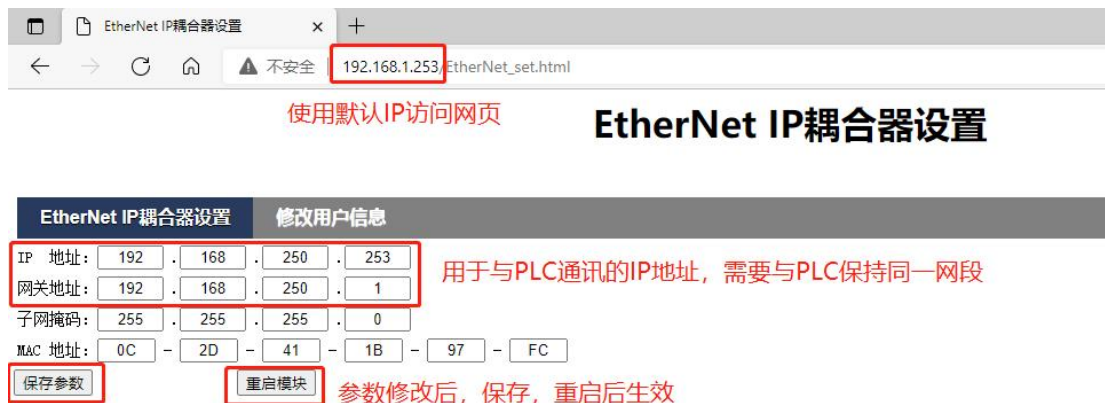 EtherNet IP耦合器设置
不安全 192.168.1.253/EtherNet_set.html
使用默认IP访问网页
EtherNet IP耦合器设置
EtherNet IP耦合器设置 修改用户信息
IP 地址: 192 . 168 . 250 . 253
网关地址: 192 . 168 . 250 . 1
用于与PLC通讯的IP地址，需要与PLC保持同一网段
子网掩码: 255 . 255 . 255 . 0
MAC 地址: 0C - 2D - 41 - 1B - 97 - FC
保存参数 重启模块 参数修改后，保存，重启后生效